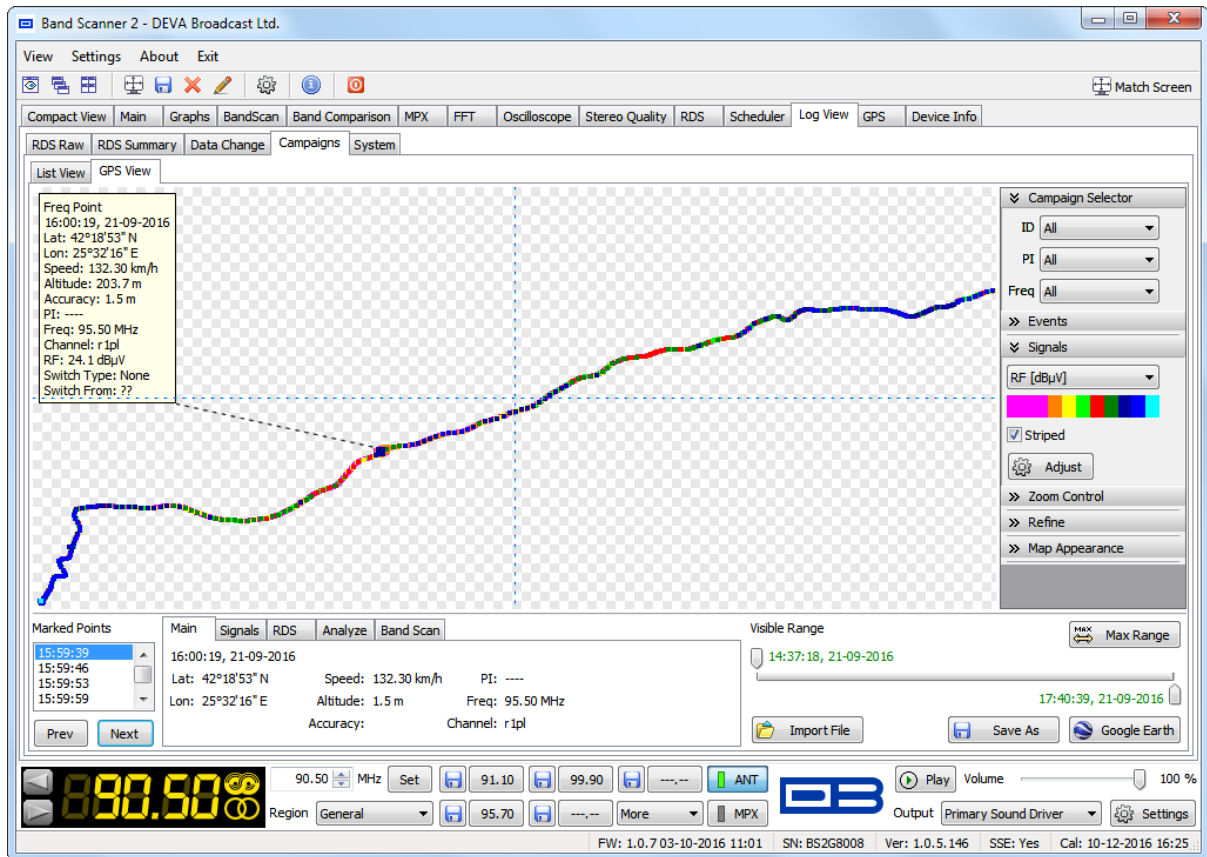 Band Scanner 2 - DEVA Broadcast Ltd.
View Settings About Exit
Match Screen
Compact View Main Graphs BandScan Band Comparison MPX FFT Oscilloscope Stereo Quality RDS Scheduler Log View GPS Device Info
RDS Raw RDS Summary Data Change Campaigns System
List View GPS View
Freq Point
16:00:19, 21-09-2016
Lat: 42°18'53" N
Lon: 25°32'16" E
Speed: 132.30 km/h
Altitude: 203.7 m
Accuracy: 1.5 m
PI: ----
Freq: 95.50 MHz
Channel: r1pl
RF: 24.1 dBµV
Switch Type: None
Switch From: ??
Campaign Selector
ID All
PI All
Freq All
Events
Signals
RF [dBµV]
Striped
Adjust
Zoom Control
Refine
Map Appearance
Marked Points
15:59:39
15:59:46
15:59:53
15:59:59
Prev Next
Main Signals RDS Analyze Band Scan
16:00:19, 21-09-2016
Lat: 42°18'53" N Speed: 132.30 km/h PI: ----
Lon: 25°32'16" E Altitude: 1.5 m Freq: 95.50 MHz
Accuracy: Channel: r1pl
Visible Range
MAX Max Range
14:37:18, 21-09-2016
17:40:39, 21-09-2016
Import File Save As Google Earth
90.50
90.50 MHz Set 91.10 99.90 ---.-- ANT
Region General 95.70 ---.-- More MPX
DB
Play Volume 100 %
Output Primary Sound Driver Settings
FW: 1.0.7 03-10-2016 11:01 SN: BS2G8008 Ver: 1.0.5.146 SSE: Yes Cal: 10-12-2016 16:25